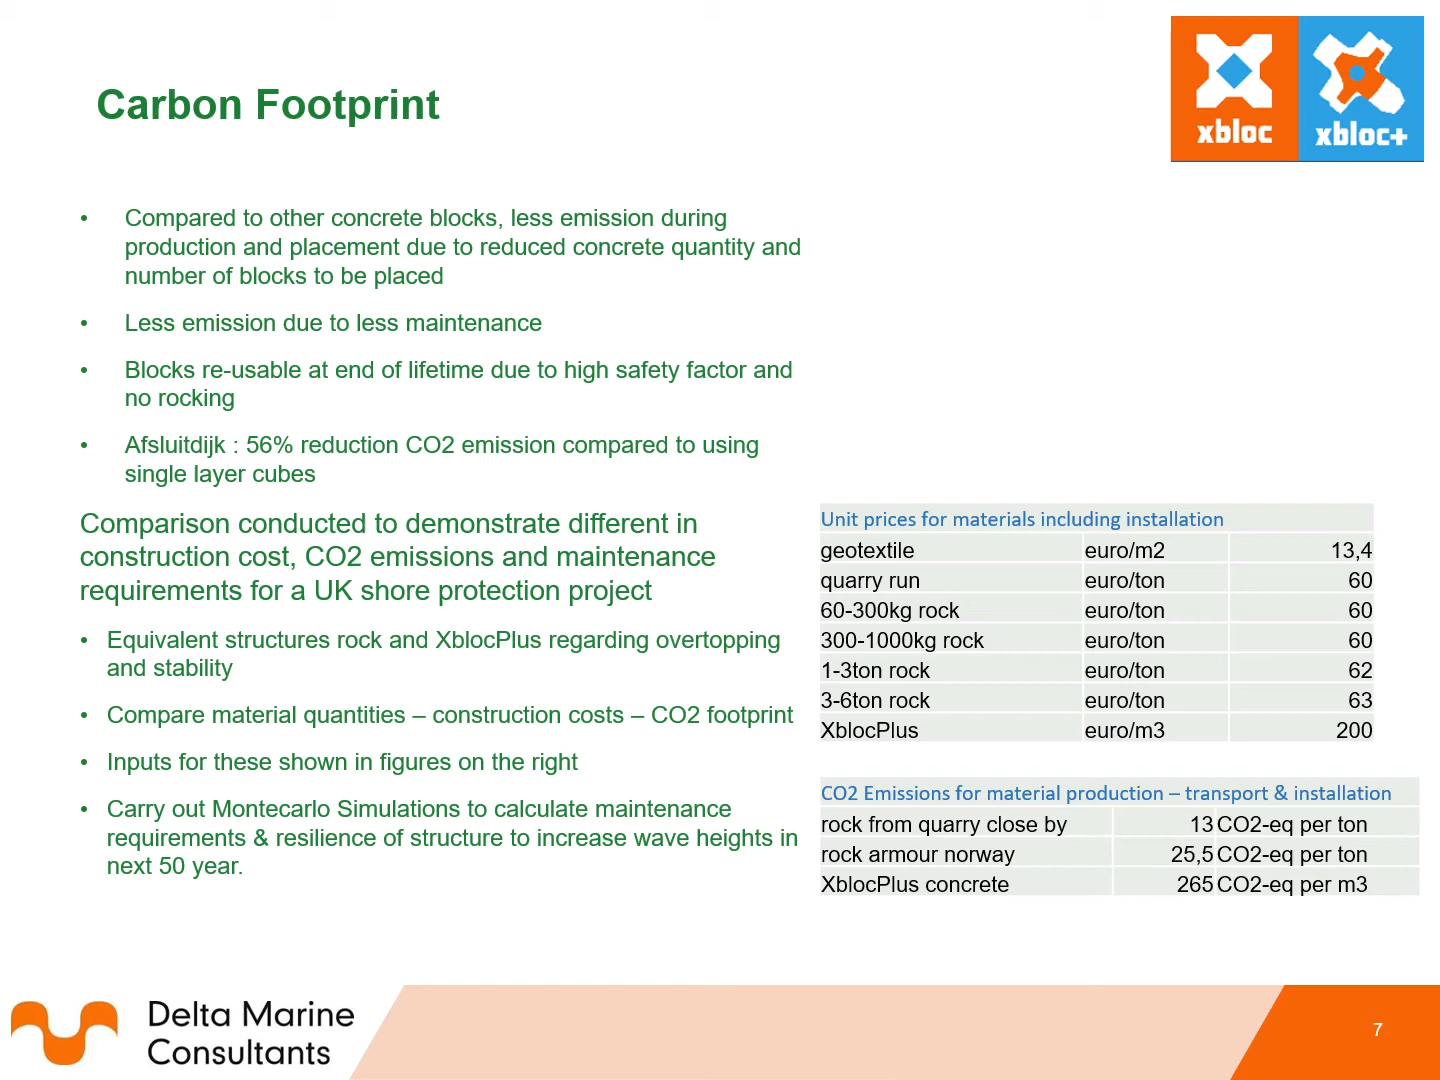 xbloc
xbloc+
Carbon Footprint
• Compared to other concrete blocks, less emission during
production and placement due to reduced concrete quantity and
number of blocks to be placed
• Less emission due to less maintenance
• Blocks re-usable at end of lifetime due to high safety factor and
no rocking
• Afsluitdijk : 56% reduction CO2 emission compared to using
single layer cubes
Comparison conducted to demonstrate different in
construction cost, CO2 emissions and maintenance
requirements for a UK shore protection project
• Equivalent structures rock and XblocPlus regarding overtopping
and stability
• Compare material quantities – construction costs – CO2 footprint
• Inputs for these shown in figures on the right
• Carry out Montecarlo Simulations to calculate maintenance
requirements & resilience of structure to increase wave heights in
next 50 year.
Unit prices for materials including installation
geotextile euro/m2 13,4
quarry run euro/ton 60
60-300kg rock euro/ton 60
300-1000kg rock euro/ton 60
1-3ton rock euro/ton 62
3-6ton rock euro/ton 63
XblocPlus euro/m3 200
CO2 Emissions for material production – transport & installation
rock from quarry close by 13 CO2-eq per ton
rock armour norway 25,5 CO2-eq per ton
XblocPlus concrete 265 CO2-eq per m3
Delta Marine
Consultants
7